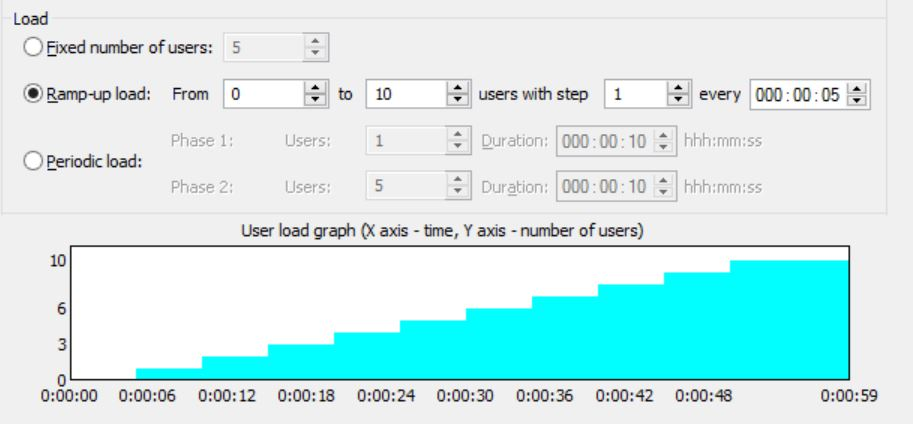 Load
Fixed number of users: 5
Ramp-up load: From 0 to 10 users with step 1 every 000:00:05
Phase 1: Users: 1 Duration: 000:00:10 hhh:mm:ss
Periodic load:
Phase 2: Users: 5 Duration: 000:00:10 hhh:mm:ss
User load graph (X axis - time, Y axis - number of users)
10
6
3
0
0:00:00 0:00:06 0:00:12 0:00:18 0:00:24 0:00:30 0:00:36 0:00:42 0:00:48 0:00:59